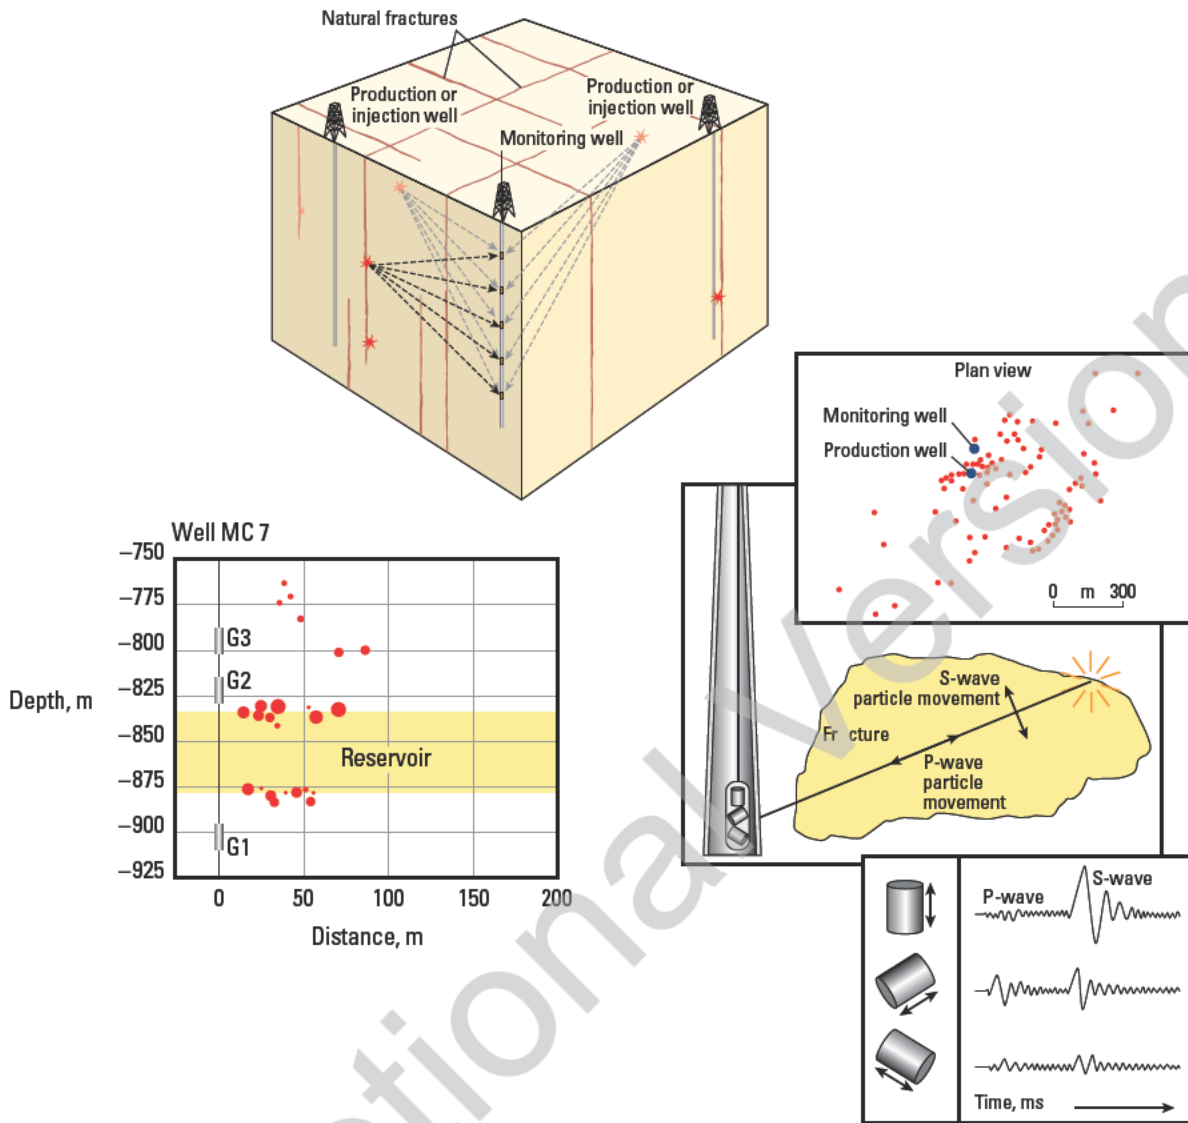 Natural fractures
Production or
injection well
Production or
injection well
Monitoring well
Plan view
Monitoring well
Production well
0 m 300
Well MC 7
–750
–775
–800
–825
–850
–875
–900
–925
Depth, m
G3
G2
Reservoir
G1
0 50 100 150 200
Distance, m
S-wave
particle movement
Fr cture
P-wave
particle
movement
P-wave
S-wave
Time, ms
tional Version